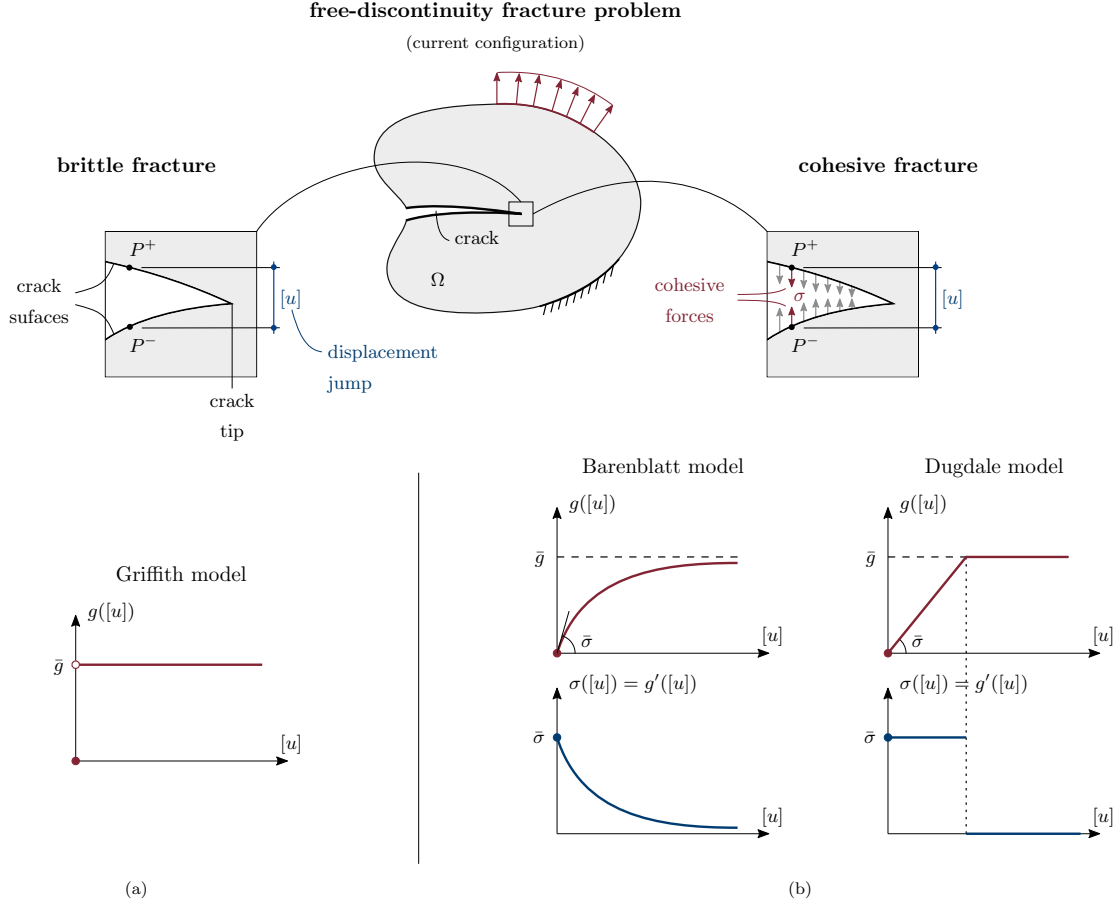 free-discontinuity fracture problem
(current configuration)
brittle fracture
cohesive fracture
crack
Ω
P⁺
crack
sufaces
P⁻
[u]
displacement
jump
crack
tip
P⁺
cohesive
forces
σ
P⁻
[u]
Griffith model
g([u])
ḡ
[u]
Barenblatt model
g([u])
ḡ
σ̄
[u]
σ([u]) = g′([u])
σ̄
[u]
Dugdale model
g([u])
ḡ
σ̄
[u]
σ([u]) = g′([u])
σ̄
[u]
(a)
(b)